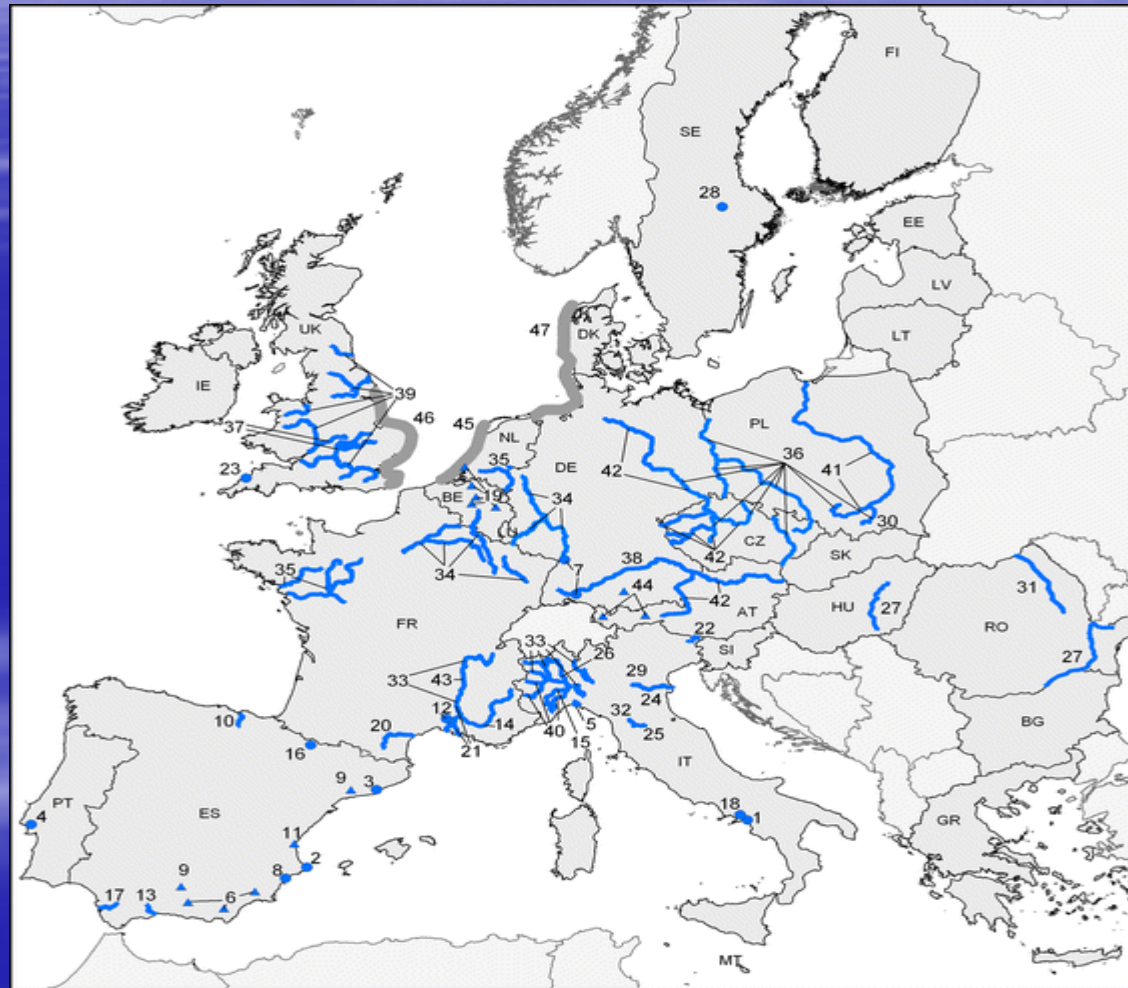 FI
SE
28
EE
LV
47
DK
LT
UK
IE
39
46
45
37
NL
PL
23
35
DE
36
41
42
BE
19
34
30
LU
CZ
42
35
34
38
SK
7
44
42
AT
HU
27
31
FR
22
RO
SI
33
26
27
33
43
29
10
12
24
20
14
32
5
BG
40
25
16
21
15
IT
9
3
PT
4
ES
18
1
GR
11
2
9
8
17
13
6
MT